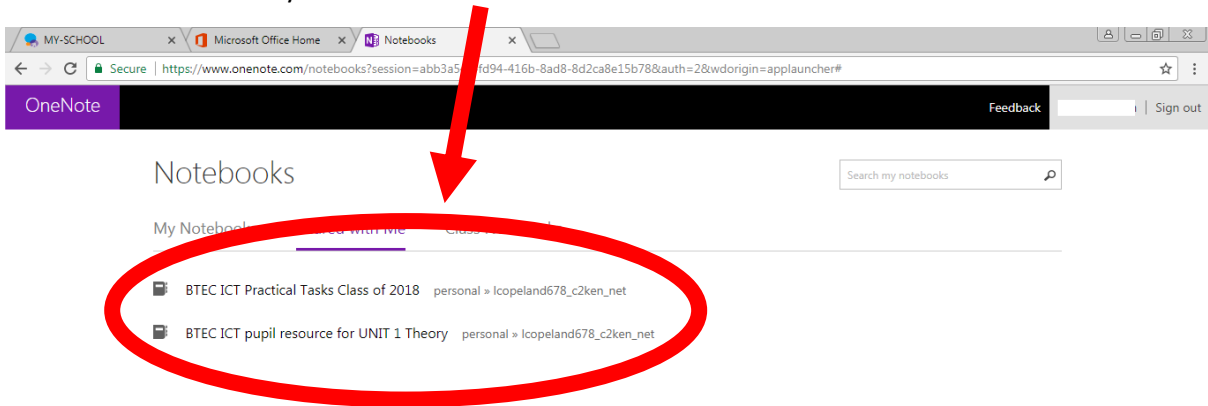 MY-SCHOOL Microsoft Office Home Notebooks
Secure https://www.onenote.com/notebooks?session=abb3a5 fd94-416b-8ad8-8d2ca8e15b78&auth=2&wdorigin=applauncher#
OneNote Feedback Sign out
Notebooks Search my notebooks
My with Me
BTEC ICT Practical Tasks Class of 2018 personal » lcopeland678_c2ken_net
BTEC ICT pupil resource for UNIT 1 Theory personal » lcopeland678_c2ken_net